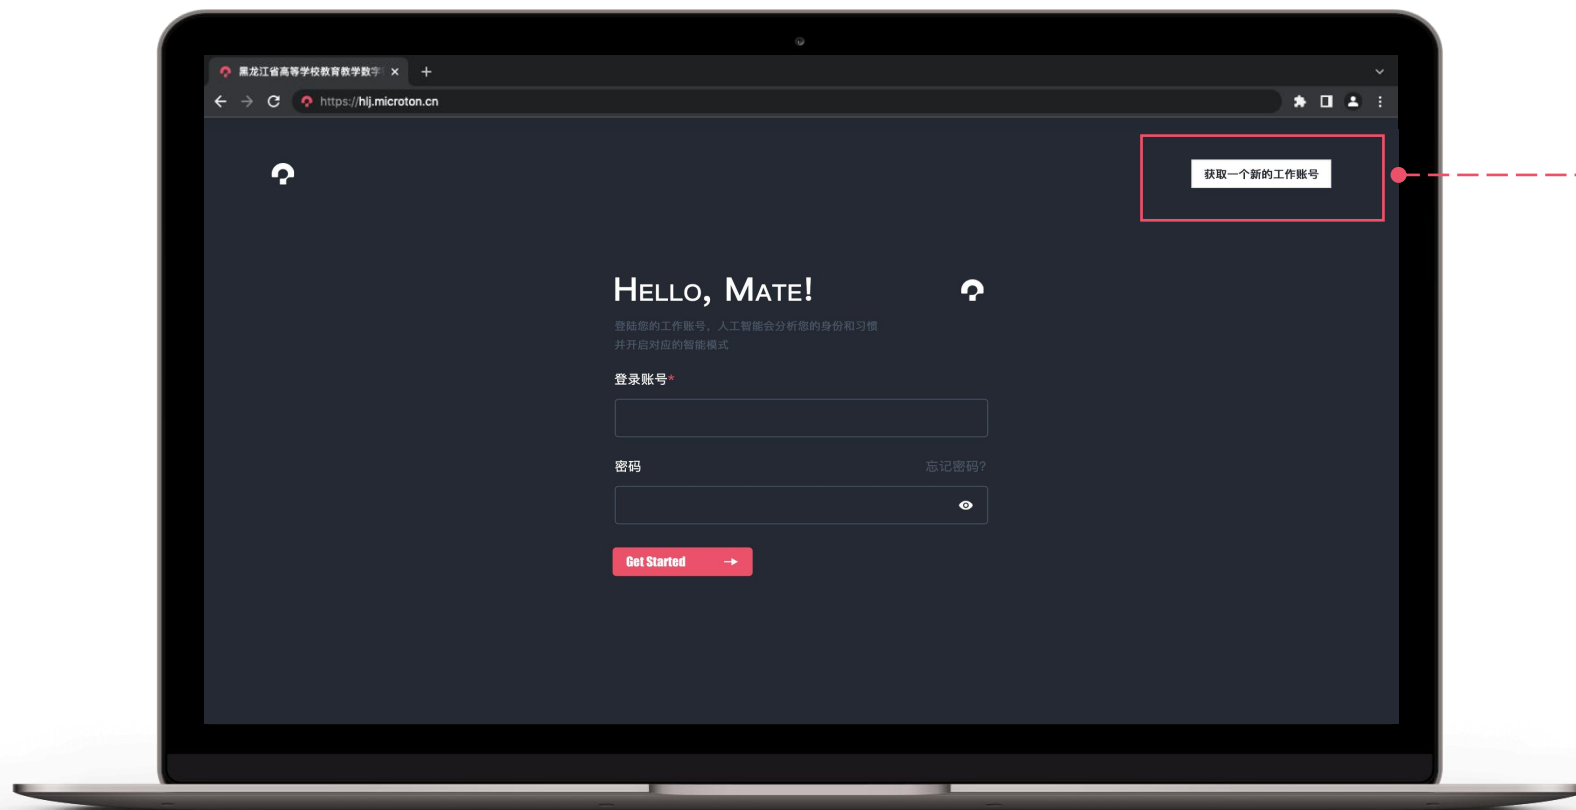 黑龙江省高等学校教育教学数字
https://hlj.microton.cn
获取一个新的工作账号
HELLO, MATE!
登陆您的工作账号，人工智能会分析您的身份和习惯
并开启对应的智能模式
登录账号*
密码 忘记密码?
Get Started